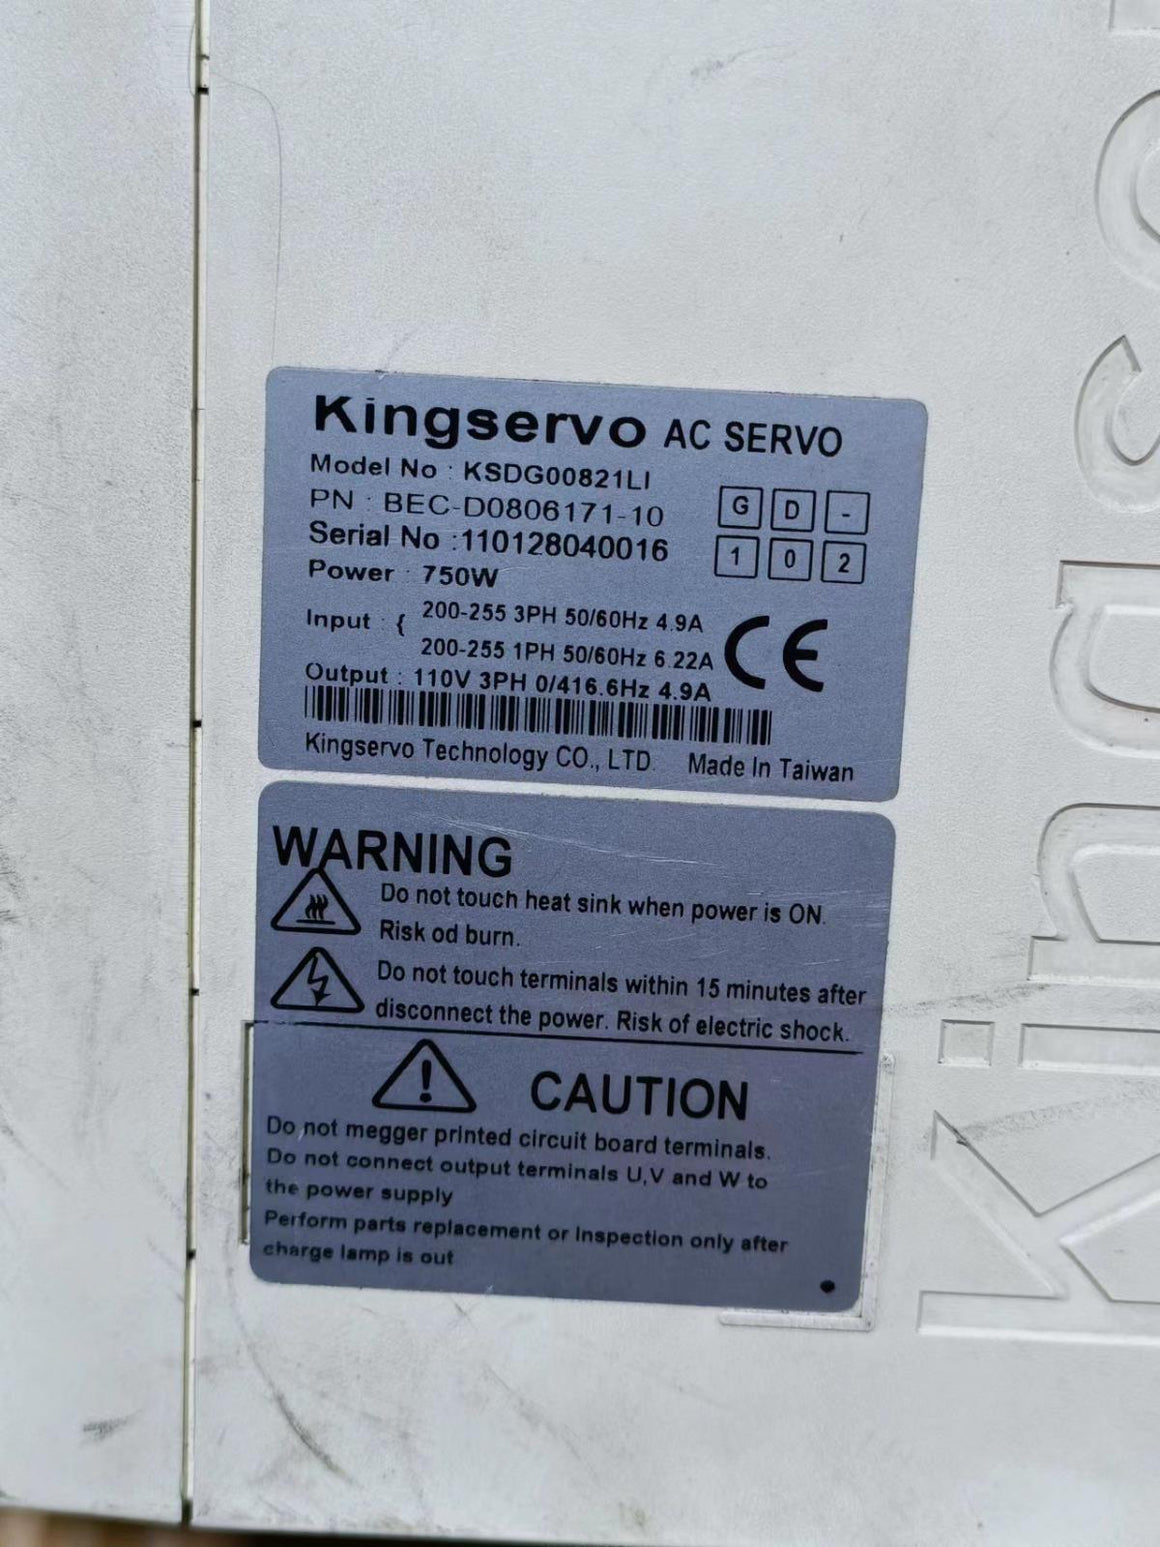 Kingservo AC SERVO
Model No : KSDG00821LI
PN : BEC-D0806171-10
G D -
Serial No :110128040016
1 0 2
Power : 750W
Input : { 200-255 3PH 50/60Hz 4.9A
200-255 1PH 50/60Hz 6.22A
CE
Output : 110V 3PH 0/416.6Hz 4.9A
Kingservo Technology CO., LTD. Made In Taiwan
WARNING
Do not touch heat sink when power is ON.
Risk od burn.
Do not touch terminals within 15 minutes after
disconnect the power. Risk of electric shock.
CAUTION
Do not megger printed circuit board terminals.
Do not connect output terminals U,V and W to
the power supply
Perform parts replacement or Inspection only after
charge lamp is out
Kingser